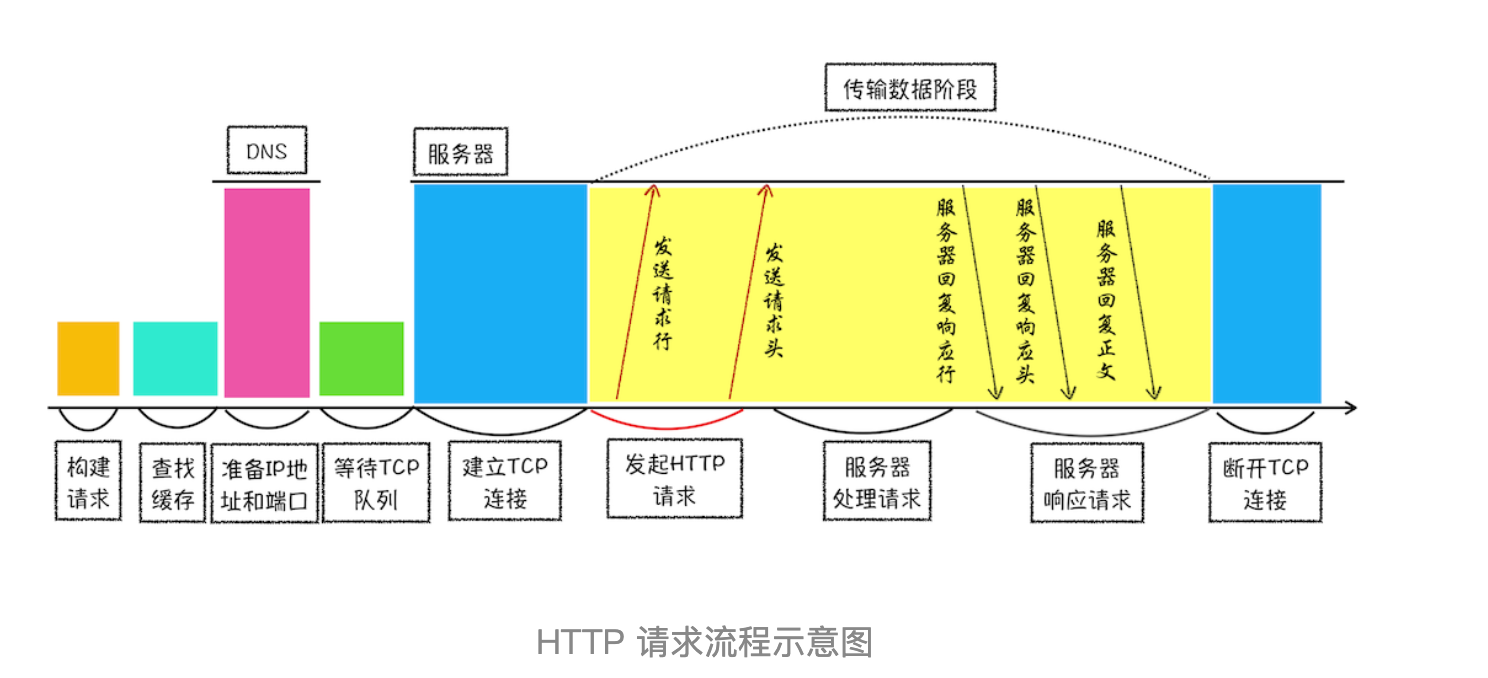 传输数据阶段
DNS
服务器
发送请求行
发送请求头
服务器回复响应行
服务器回复响应头
服务器回复正文
构建
请求
查找
缓存
准备IP地
址和端口
等待TCP
队列
建立TCP
连接
发起HTTP
请求
服务器
处理请求
服务器
响应请求
断开TCP
连接
HTTP 请求流程示意图